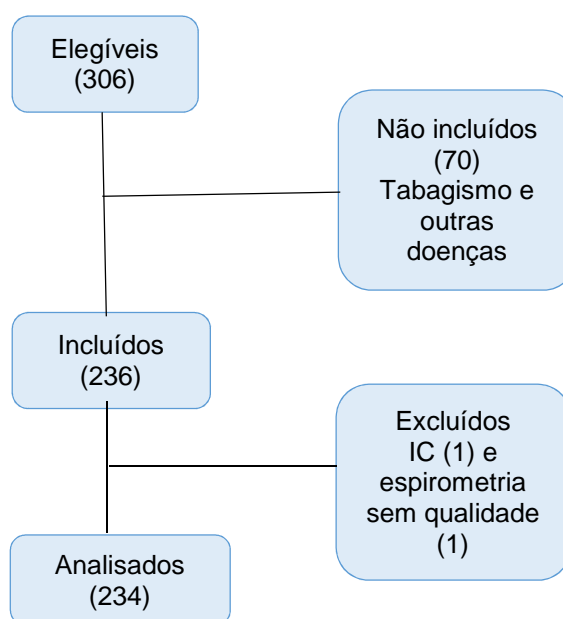 Elegíveis
(306)
Não incluídos
(70)
Tabagismo e
outras
doenças
Incluídos
(236)
Excluídos
IC (1) e
espirometria
sem qualidade
(1)
Analisados
(234)